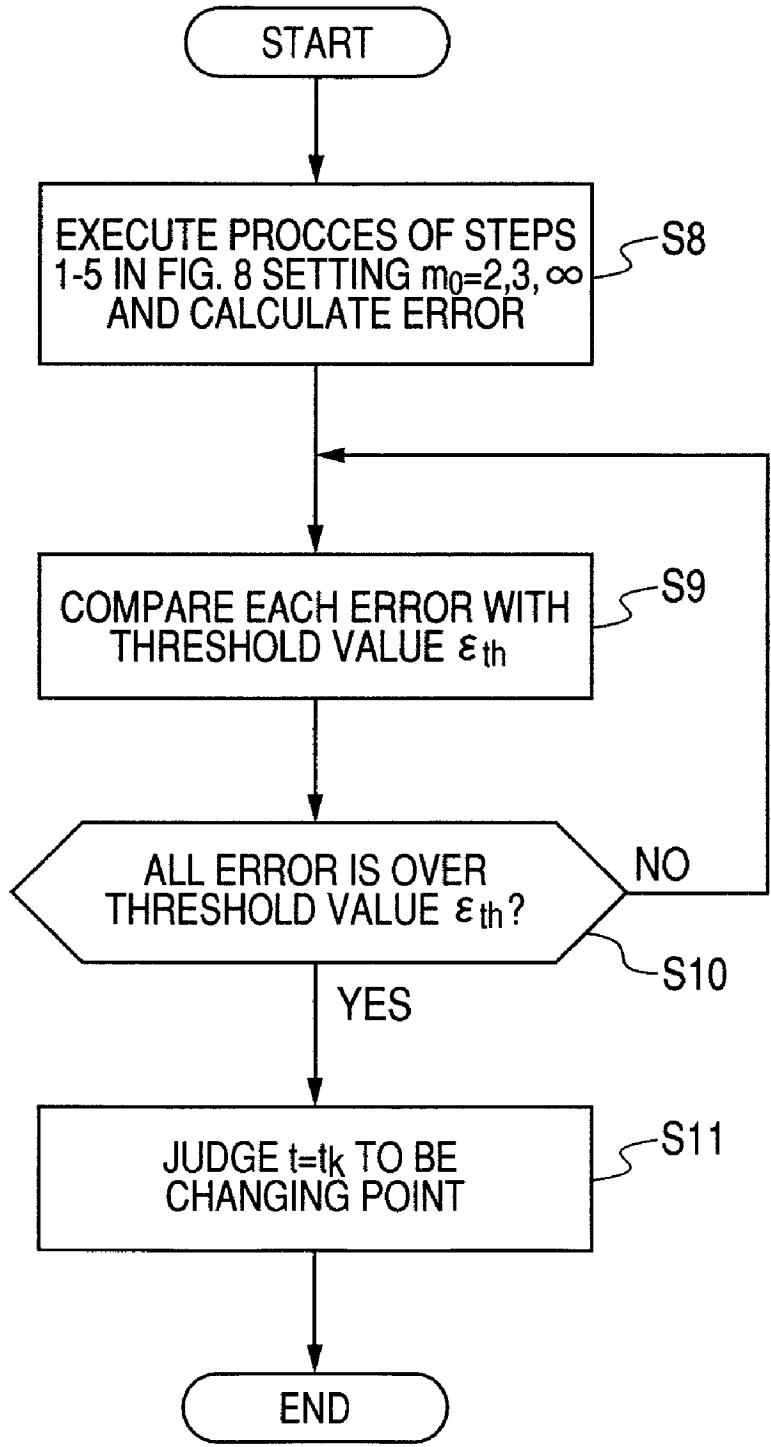 START
EXECUTE PROCCES OF STEPS
1-5 IN FIG. 8 SETTING m0=2,3, ∞
AND CALCULATE ERROR
S8
COMPARE EACH ERROR WITH
THRESHOLD VALUE εth
S9
ALL ERROR IS OVER
THRESHOLD VALUE εth?
NO
S10
YES
JUDGE t=tk TO BE
CHANGING POINT
S11
END